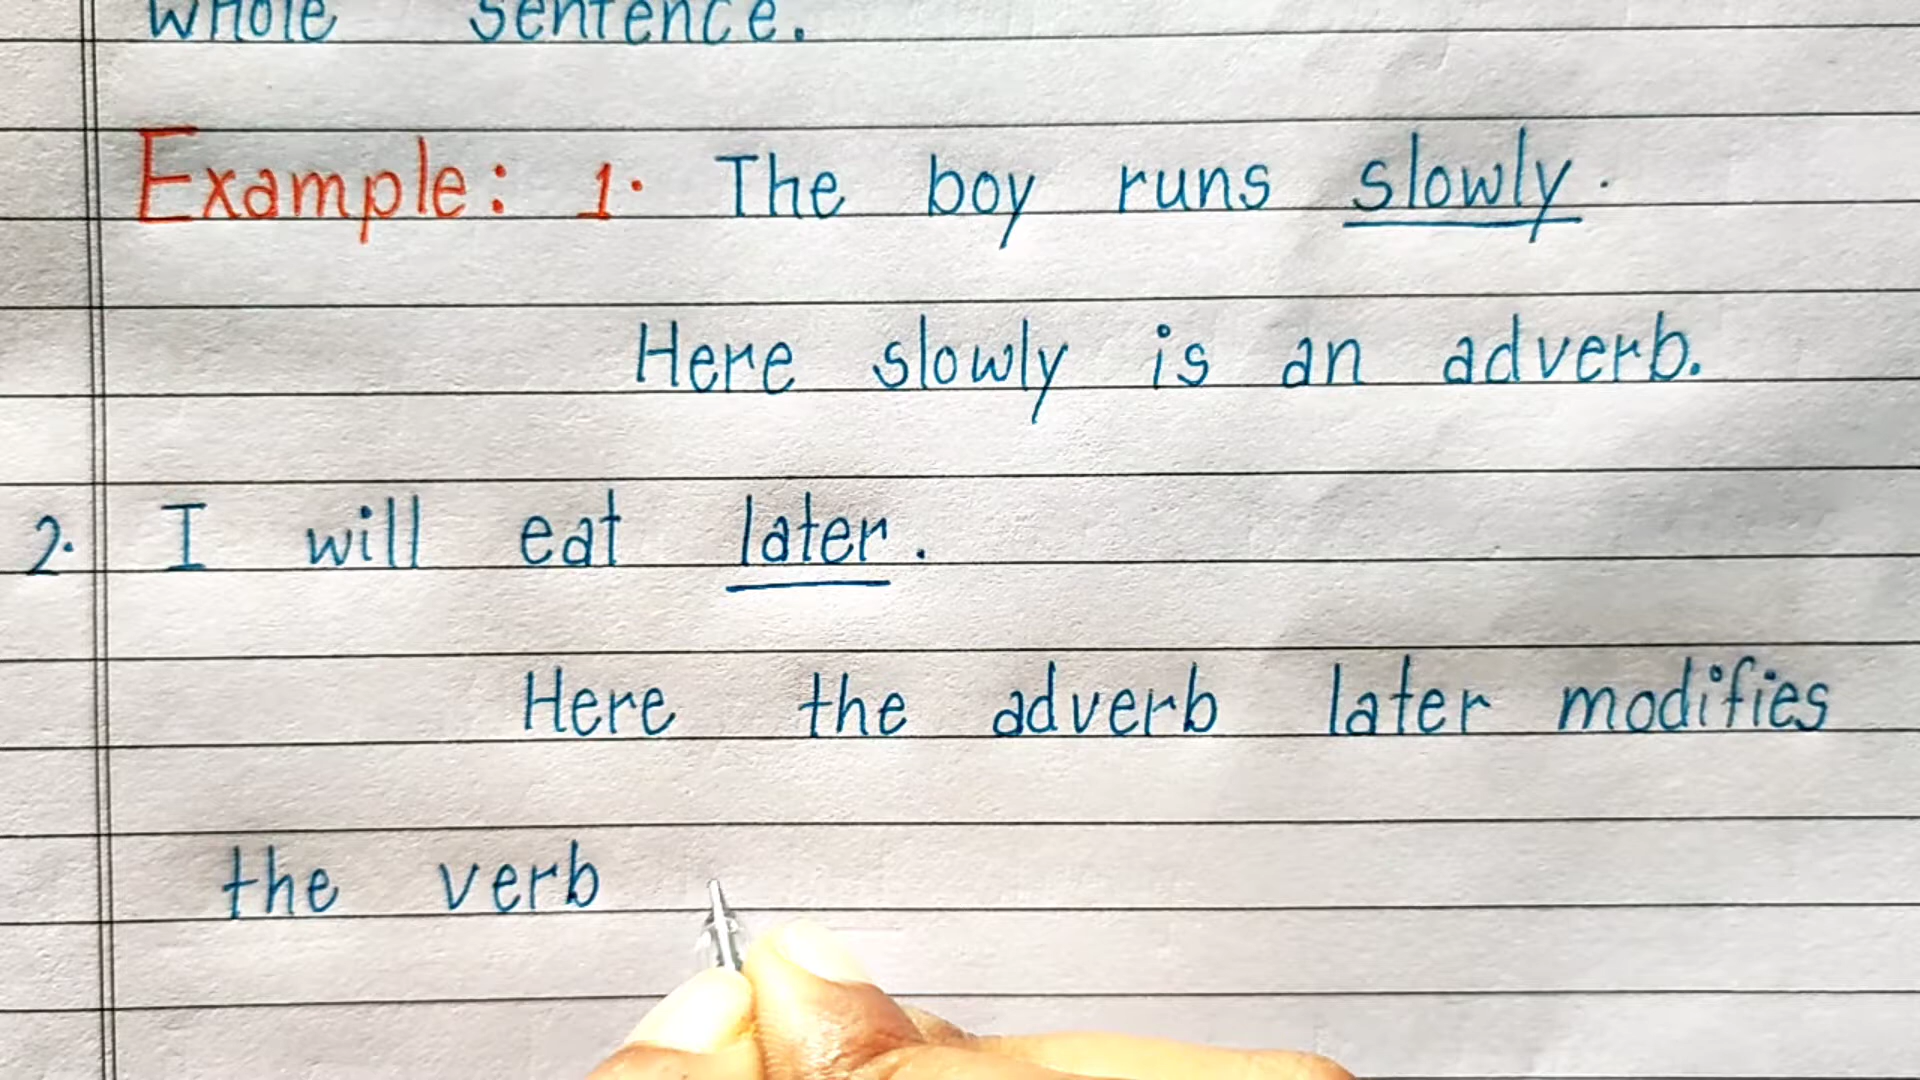 whole sentence.
Example: 1. The boy runs slowly.
Here slowly is an adverb.
2. I will eat later.
Here the adverb later modifies
the verb